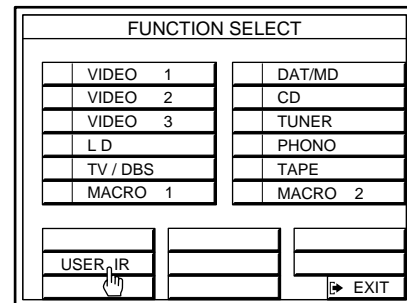 FUNCTION SELECT
VIDEO 1
VIDEO 2
VIDEO 3
L D
TV / DBS
MACRO 1
DAT/MD
CD
TUNER
PHONO
TAPE
MACRO 2
USER IR
EXIT